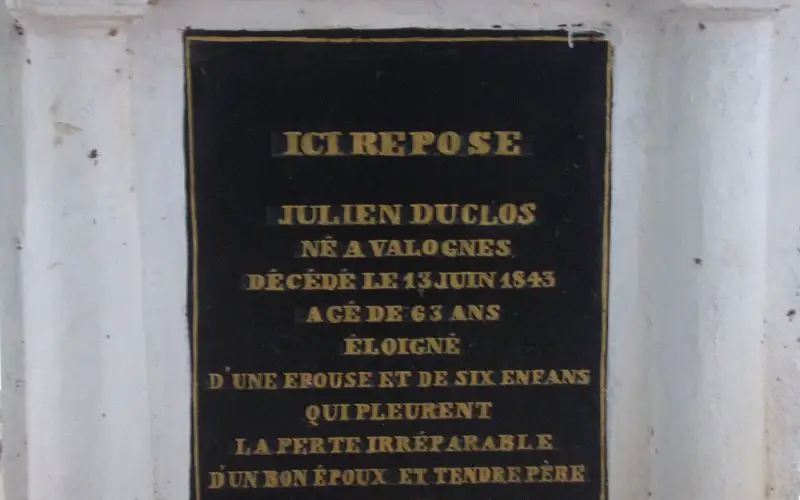 ICI REPOSE
JULIEN DUCLOS
NÉ A VALOGNES
DÉCÉDÉ LE 13 JUIN 1843
AGÉ DE 63 ANS
ÉLOIGNÉ
D'UNE EPOUSE ET DE SIX ENFANS
QUI PLEURENT
LA PERTE IRRÉPARABLE
D'UN BON ÉPOUX ET TENDRE PÈRE